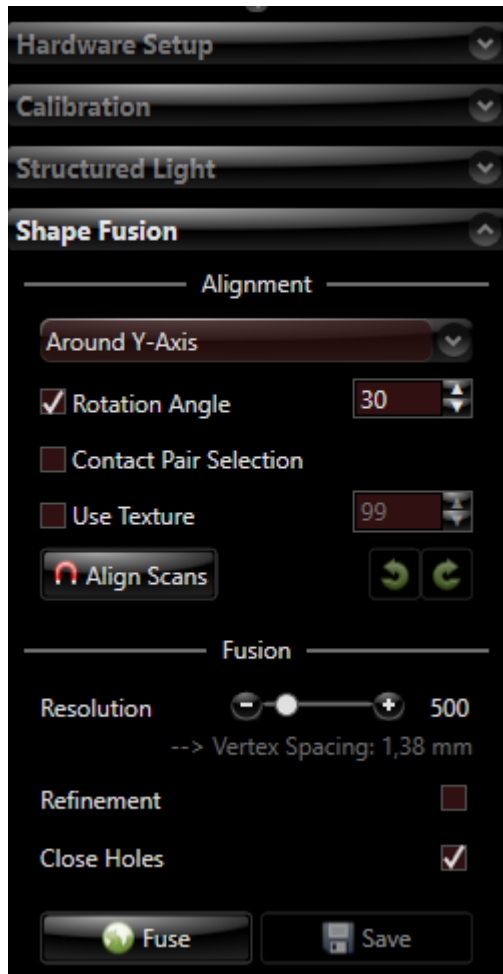 Hardware Setup
Calibration
Structured Light
Shape Fusion
Alignment
Around Y-Axis
Rotation Angle 30
Contact Pair Selection
Use Texture 99
Align Scans
Fusion
Resolution 500
--> Vertex Spacing: 1,38 mm
Refinement
Close Holes
Fuse Save